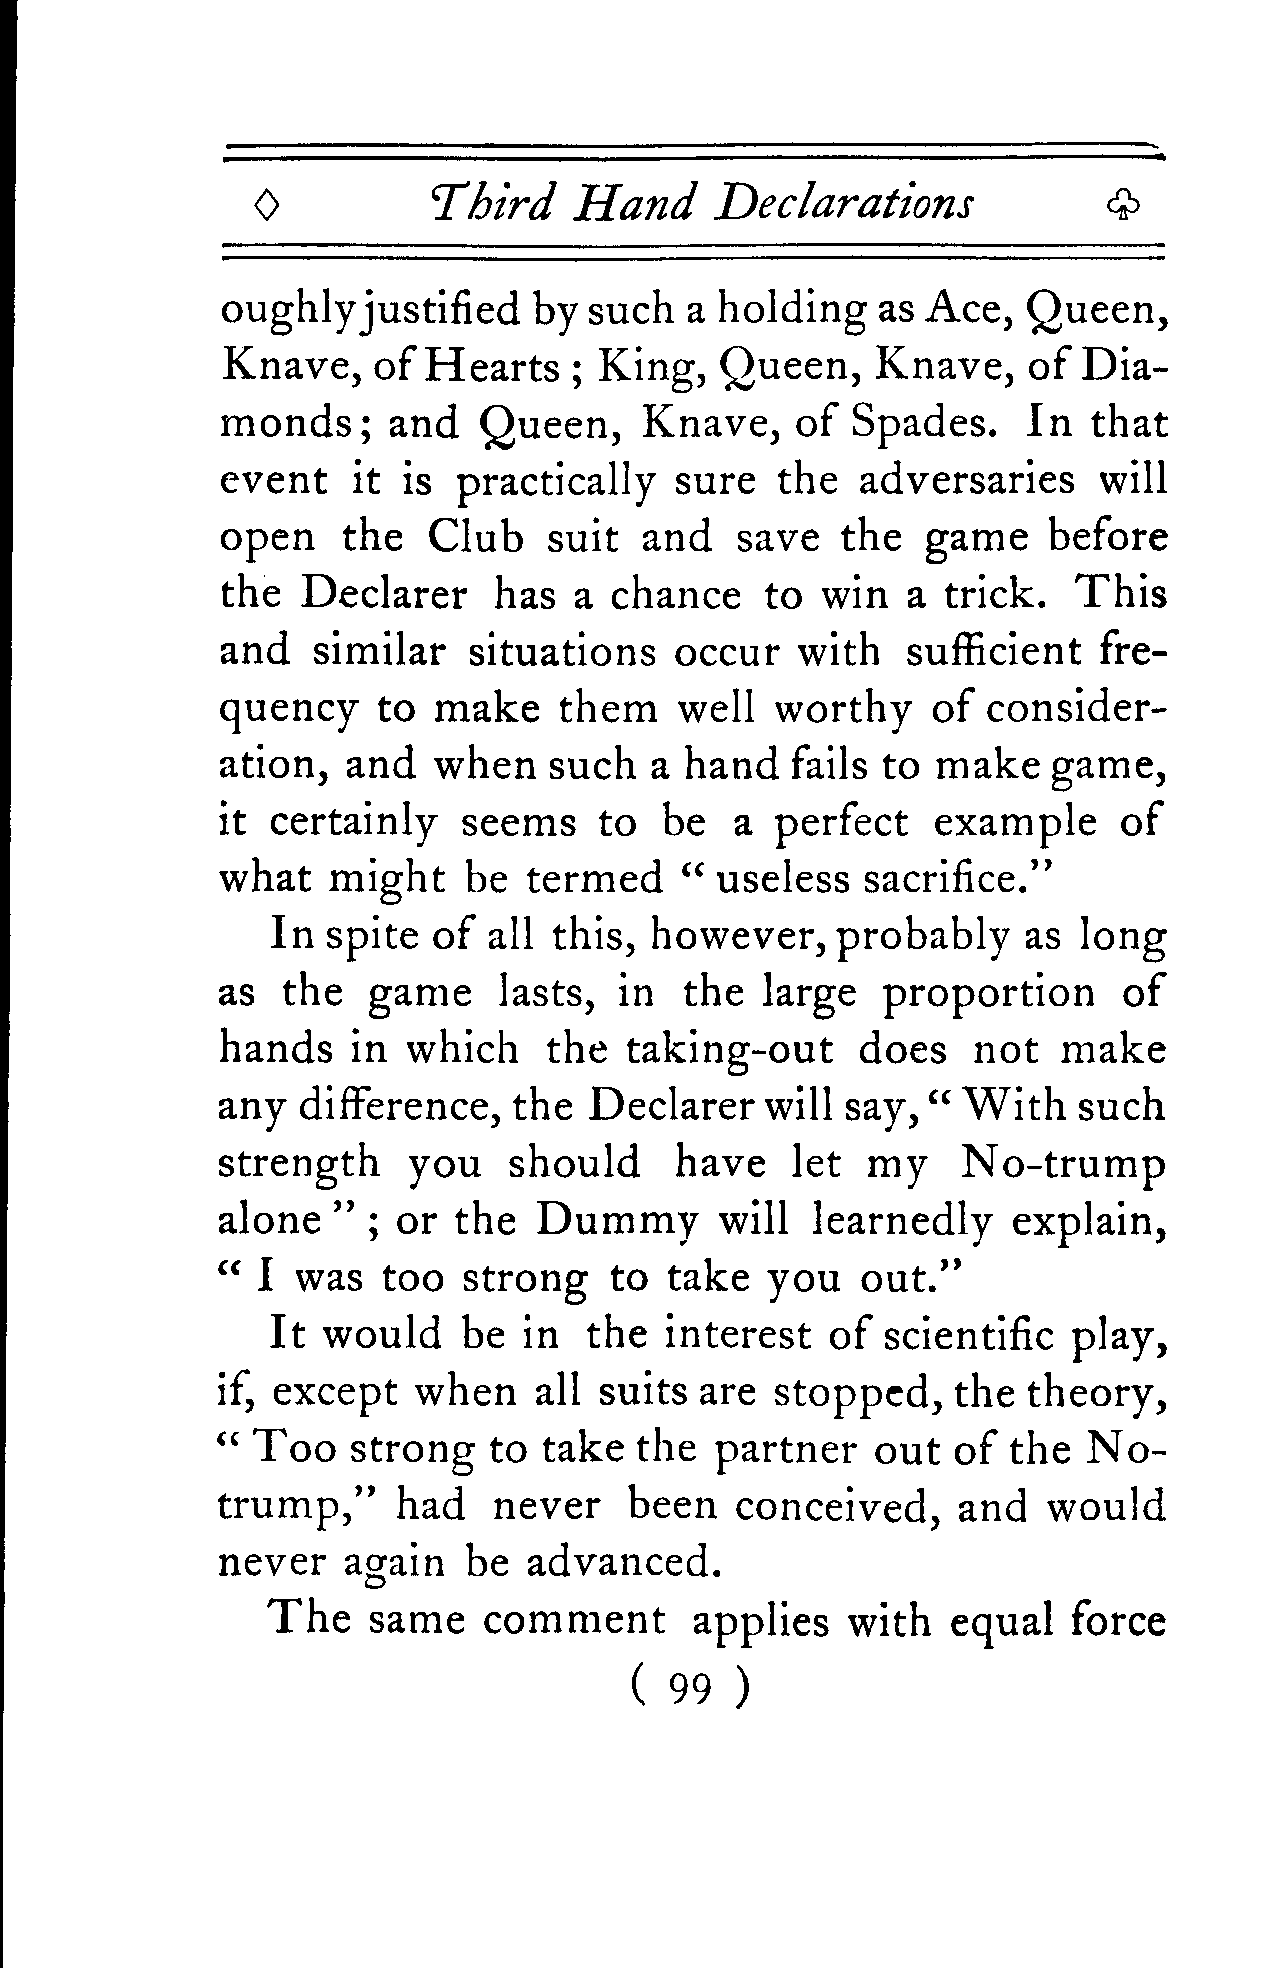 ◊ Third Hand Declarations ♧
oughly justified by such a holding as Ace, Queen,
Knave, of Hearts ; King, Queen, Knave, of Dia-
monds; and Queen, Knave, of Spades. In that
event it is practically sure the adversaries will
open the Club suit and save the game before
the Declarer has a chance to win a trick. This
and similar situations occur with sufficient fre-
quency to make them well worthy of consider-
ation, and when such a hand fails to make game,
it certainly seems to be a perfect example of
what might be termed " useless sacrifice."
In spite of all this, however, probably as long
as the game lasts, in the large proportion of
hands in which the taking-out does not make
any difference, the Declarer will say, " With such
strength you should have let my No-trump
alone " ; or the Dummy will learnedly explain,
" I was too strong to take you out."
It would be in the interest of scientific play,
if, except when all suits are stopped, the theory,
" Too strong to take the partner out of the No-
trump," had never been conceived, and would
never again be advanced.
The same comment applies with equal force
( 99 )